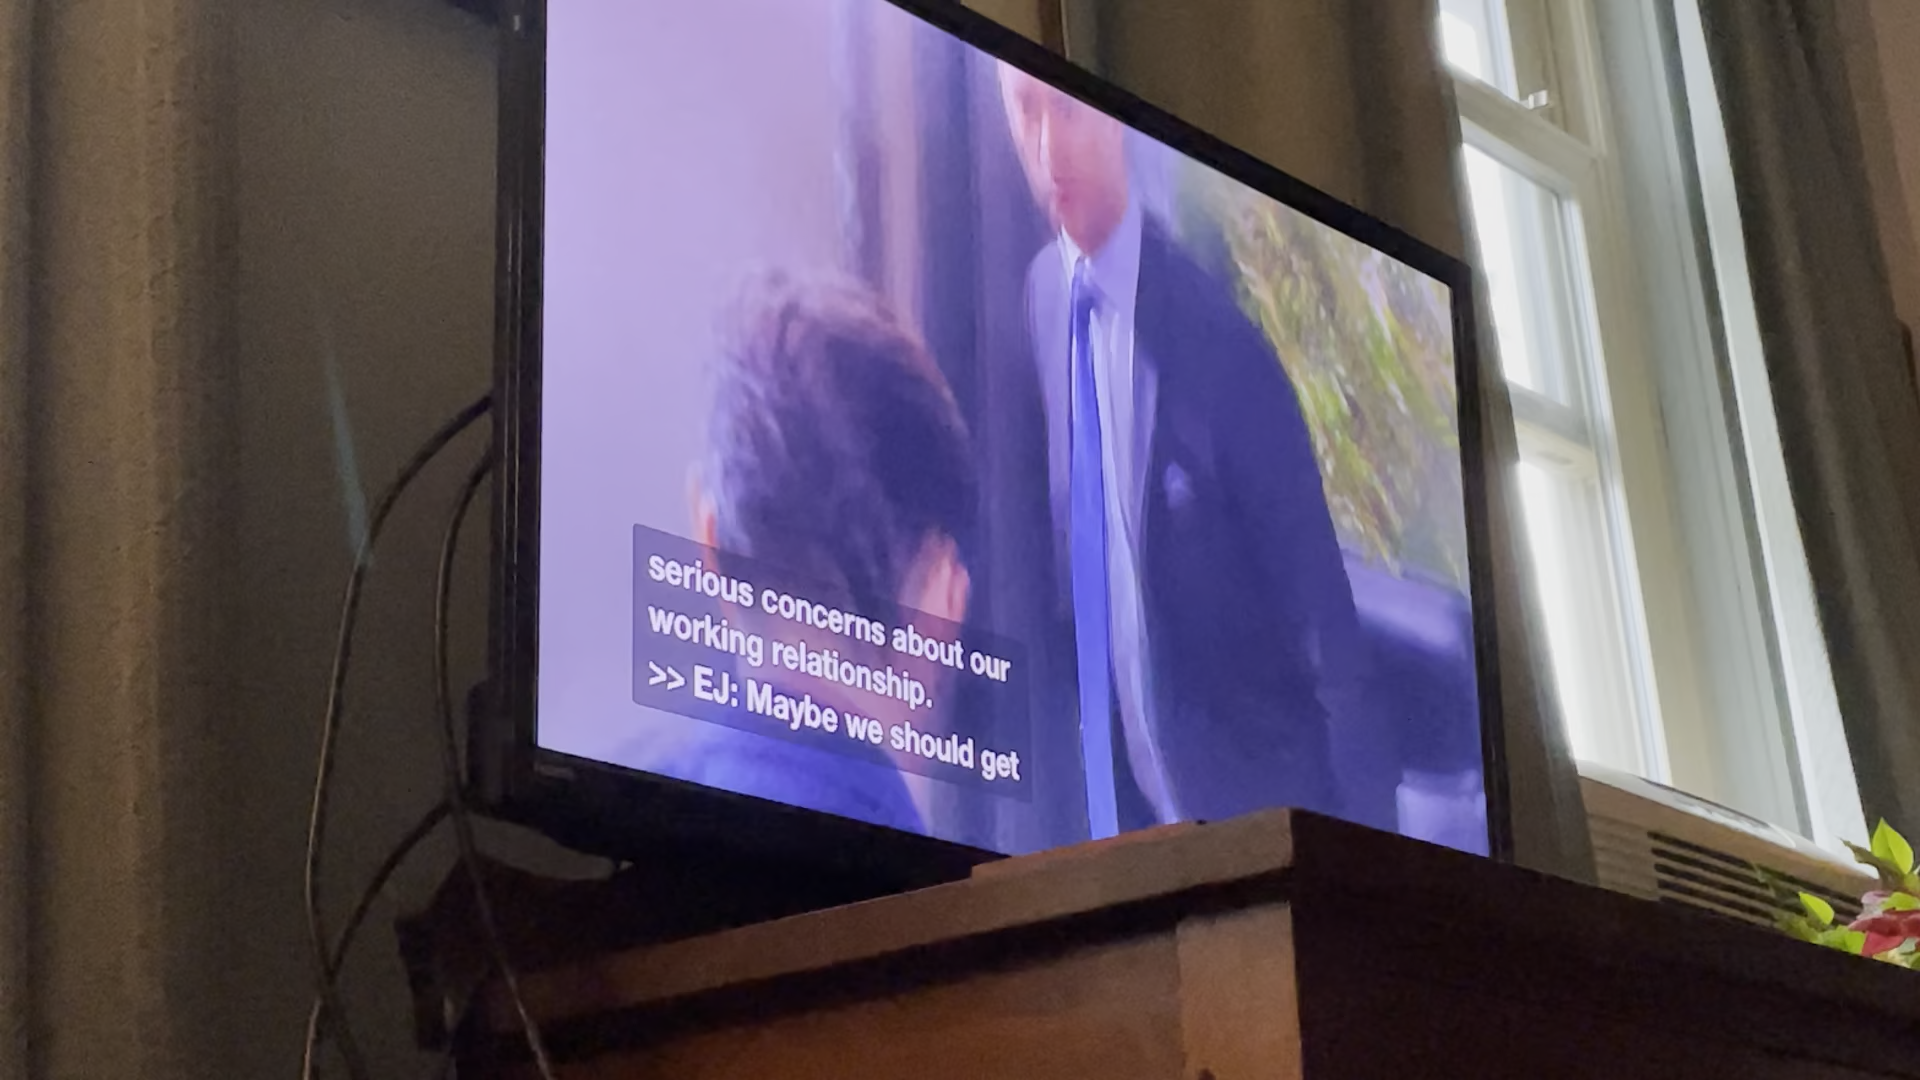 serious concerns about our
working relationship.
>> EJ: Maybe we should get